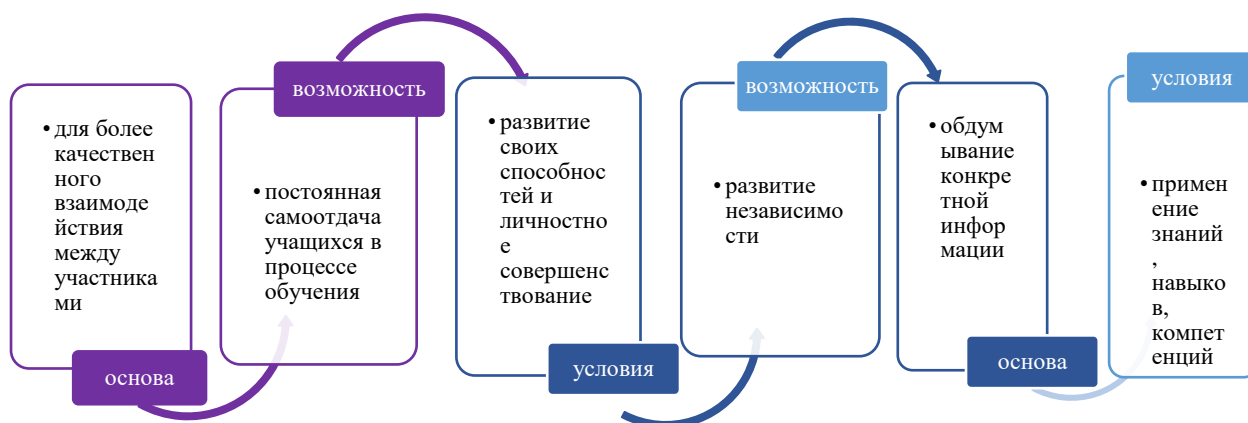 • для более
качествен
ного
взаимоде
йствия
между
участника
ми
основа
возможность
• постоянная
самоотдача
учащихся в
процессе
обучения
• развитие
своих
способнос
тей и
личностно
е
совершенс
твование
условия
возможность
• развитие
независимо
сти
• обдум
ывание
конкре
тной
инфор
мации
основа
условия
• примен
ение
знаний
,
навыко
в,
компет
енций